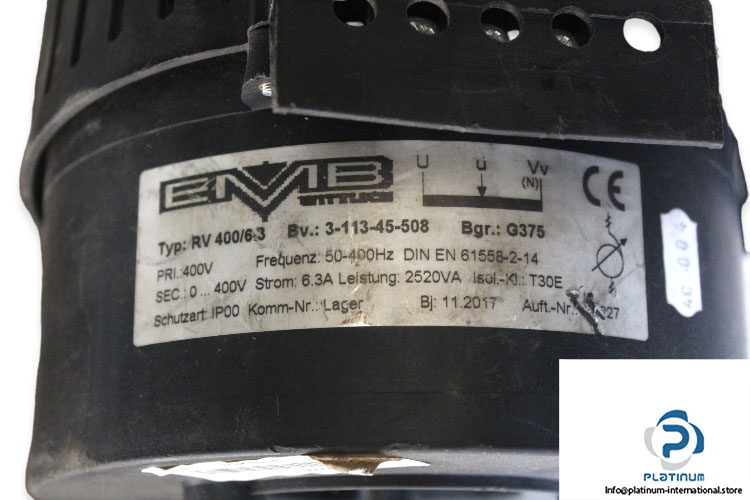 EMB
U u Vv
(N)
CE
Typ: RV 400/6.3 Bv.: 3-113-45-508 Bgr.: G375
PRI.:400V Frequenz: 50-400Hz DIN EN 61558-2-14
SEC.: 0 ... 400V Strom: 6.3A Leistung: 2520VA Isol.-Kl.: T30E
Schutzart: IP00 Komm-Nr.: Lager Bj: 11.2017 Auft.-Nr.:
PLATINUM
Info@platinum-international.store